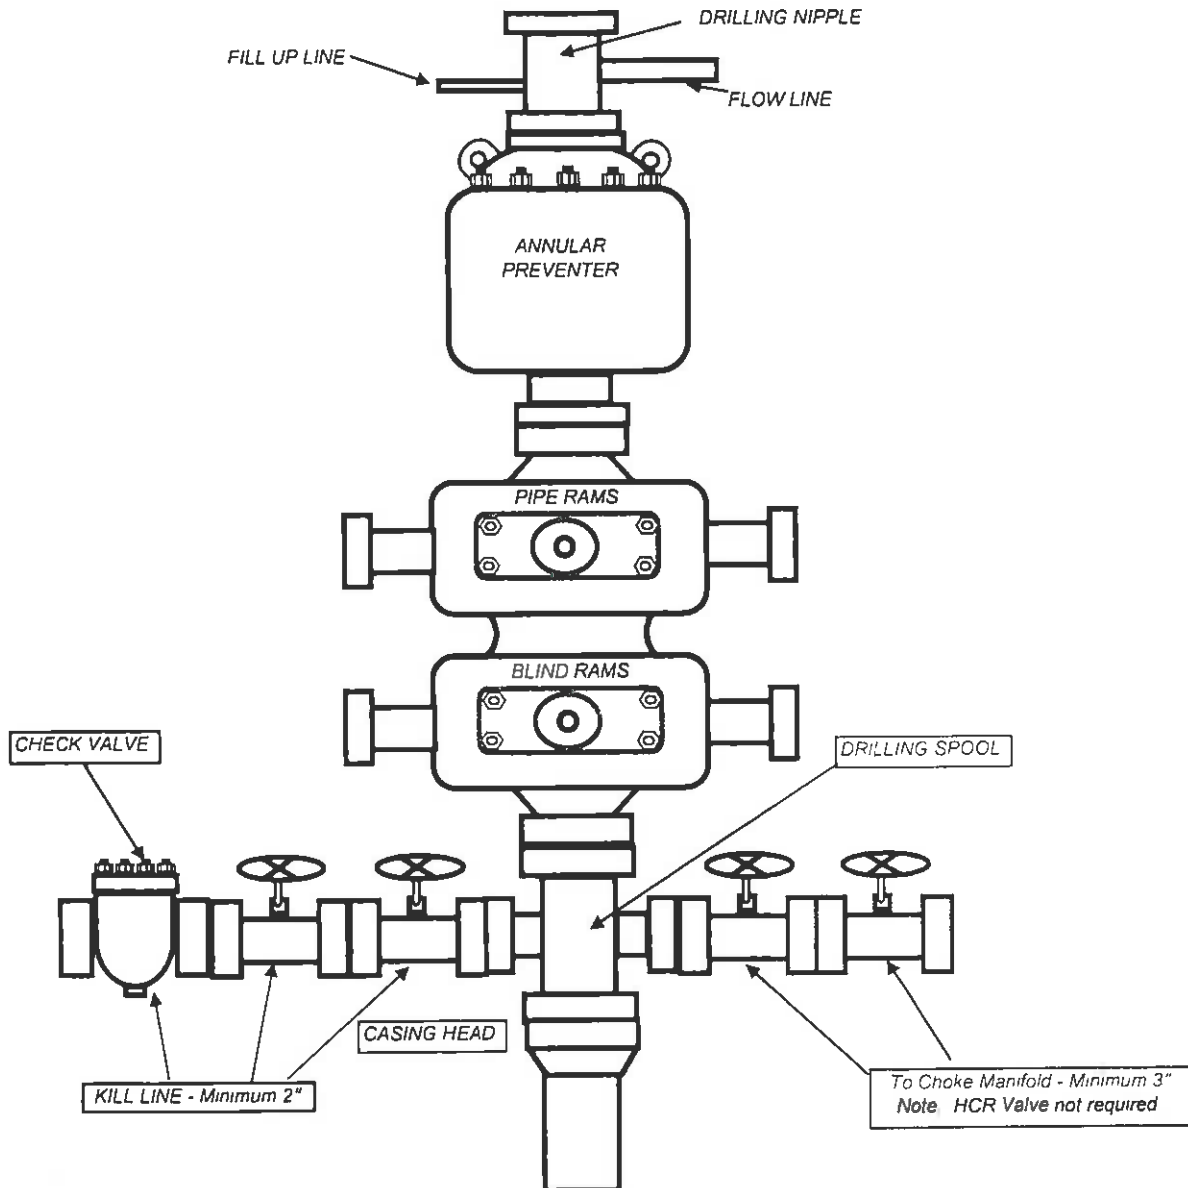 DRILLING NIPPLE
FILL UP LINE
FLOW LINE
ANNULAR
PREVENTER
PIPE RAMS
BLIND RAMS
CHECK VALVE
DRILLING SPOOL
CASING HEAD
KILL LINE - Minimum 2"
To Choke Manifold - Minimum 3"
Note HCR Valve not required